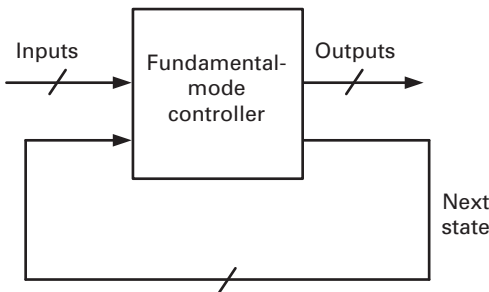 Inputs
Fundamental-
mode
controller
Outputs
Next
state